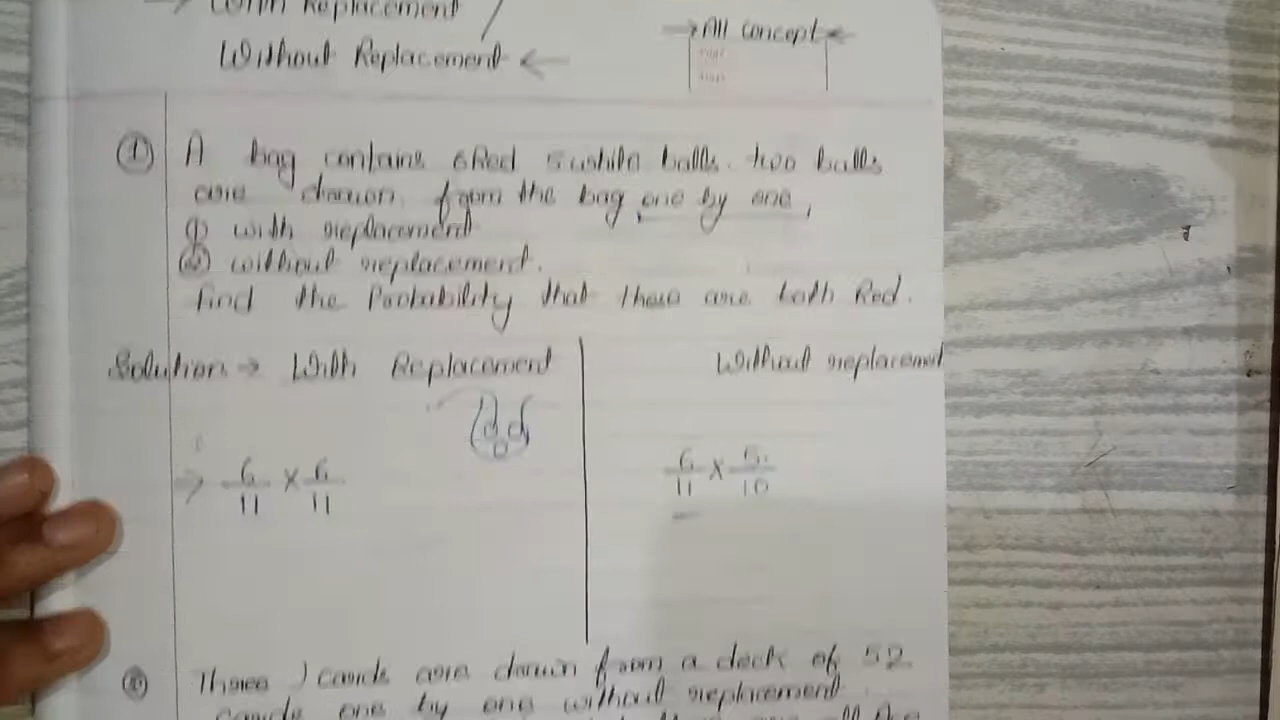 With Replacement
Without Replacement
All concept
① A bag contains 6 Red 5 white balls. two balls
are drawn from the bag one by one,
① with replacement
② without replacement.
find the Probability that these are both Red.
Solution → With Replacement
Without replacement
→ 6/11 × 6/11
6/11 × 5/10
② Three cards are drawn from a deck of 52
cards one by one without replacement